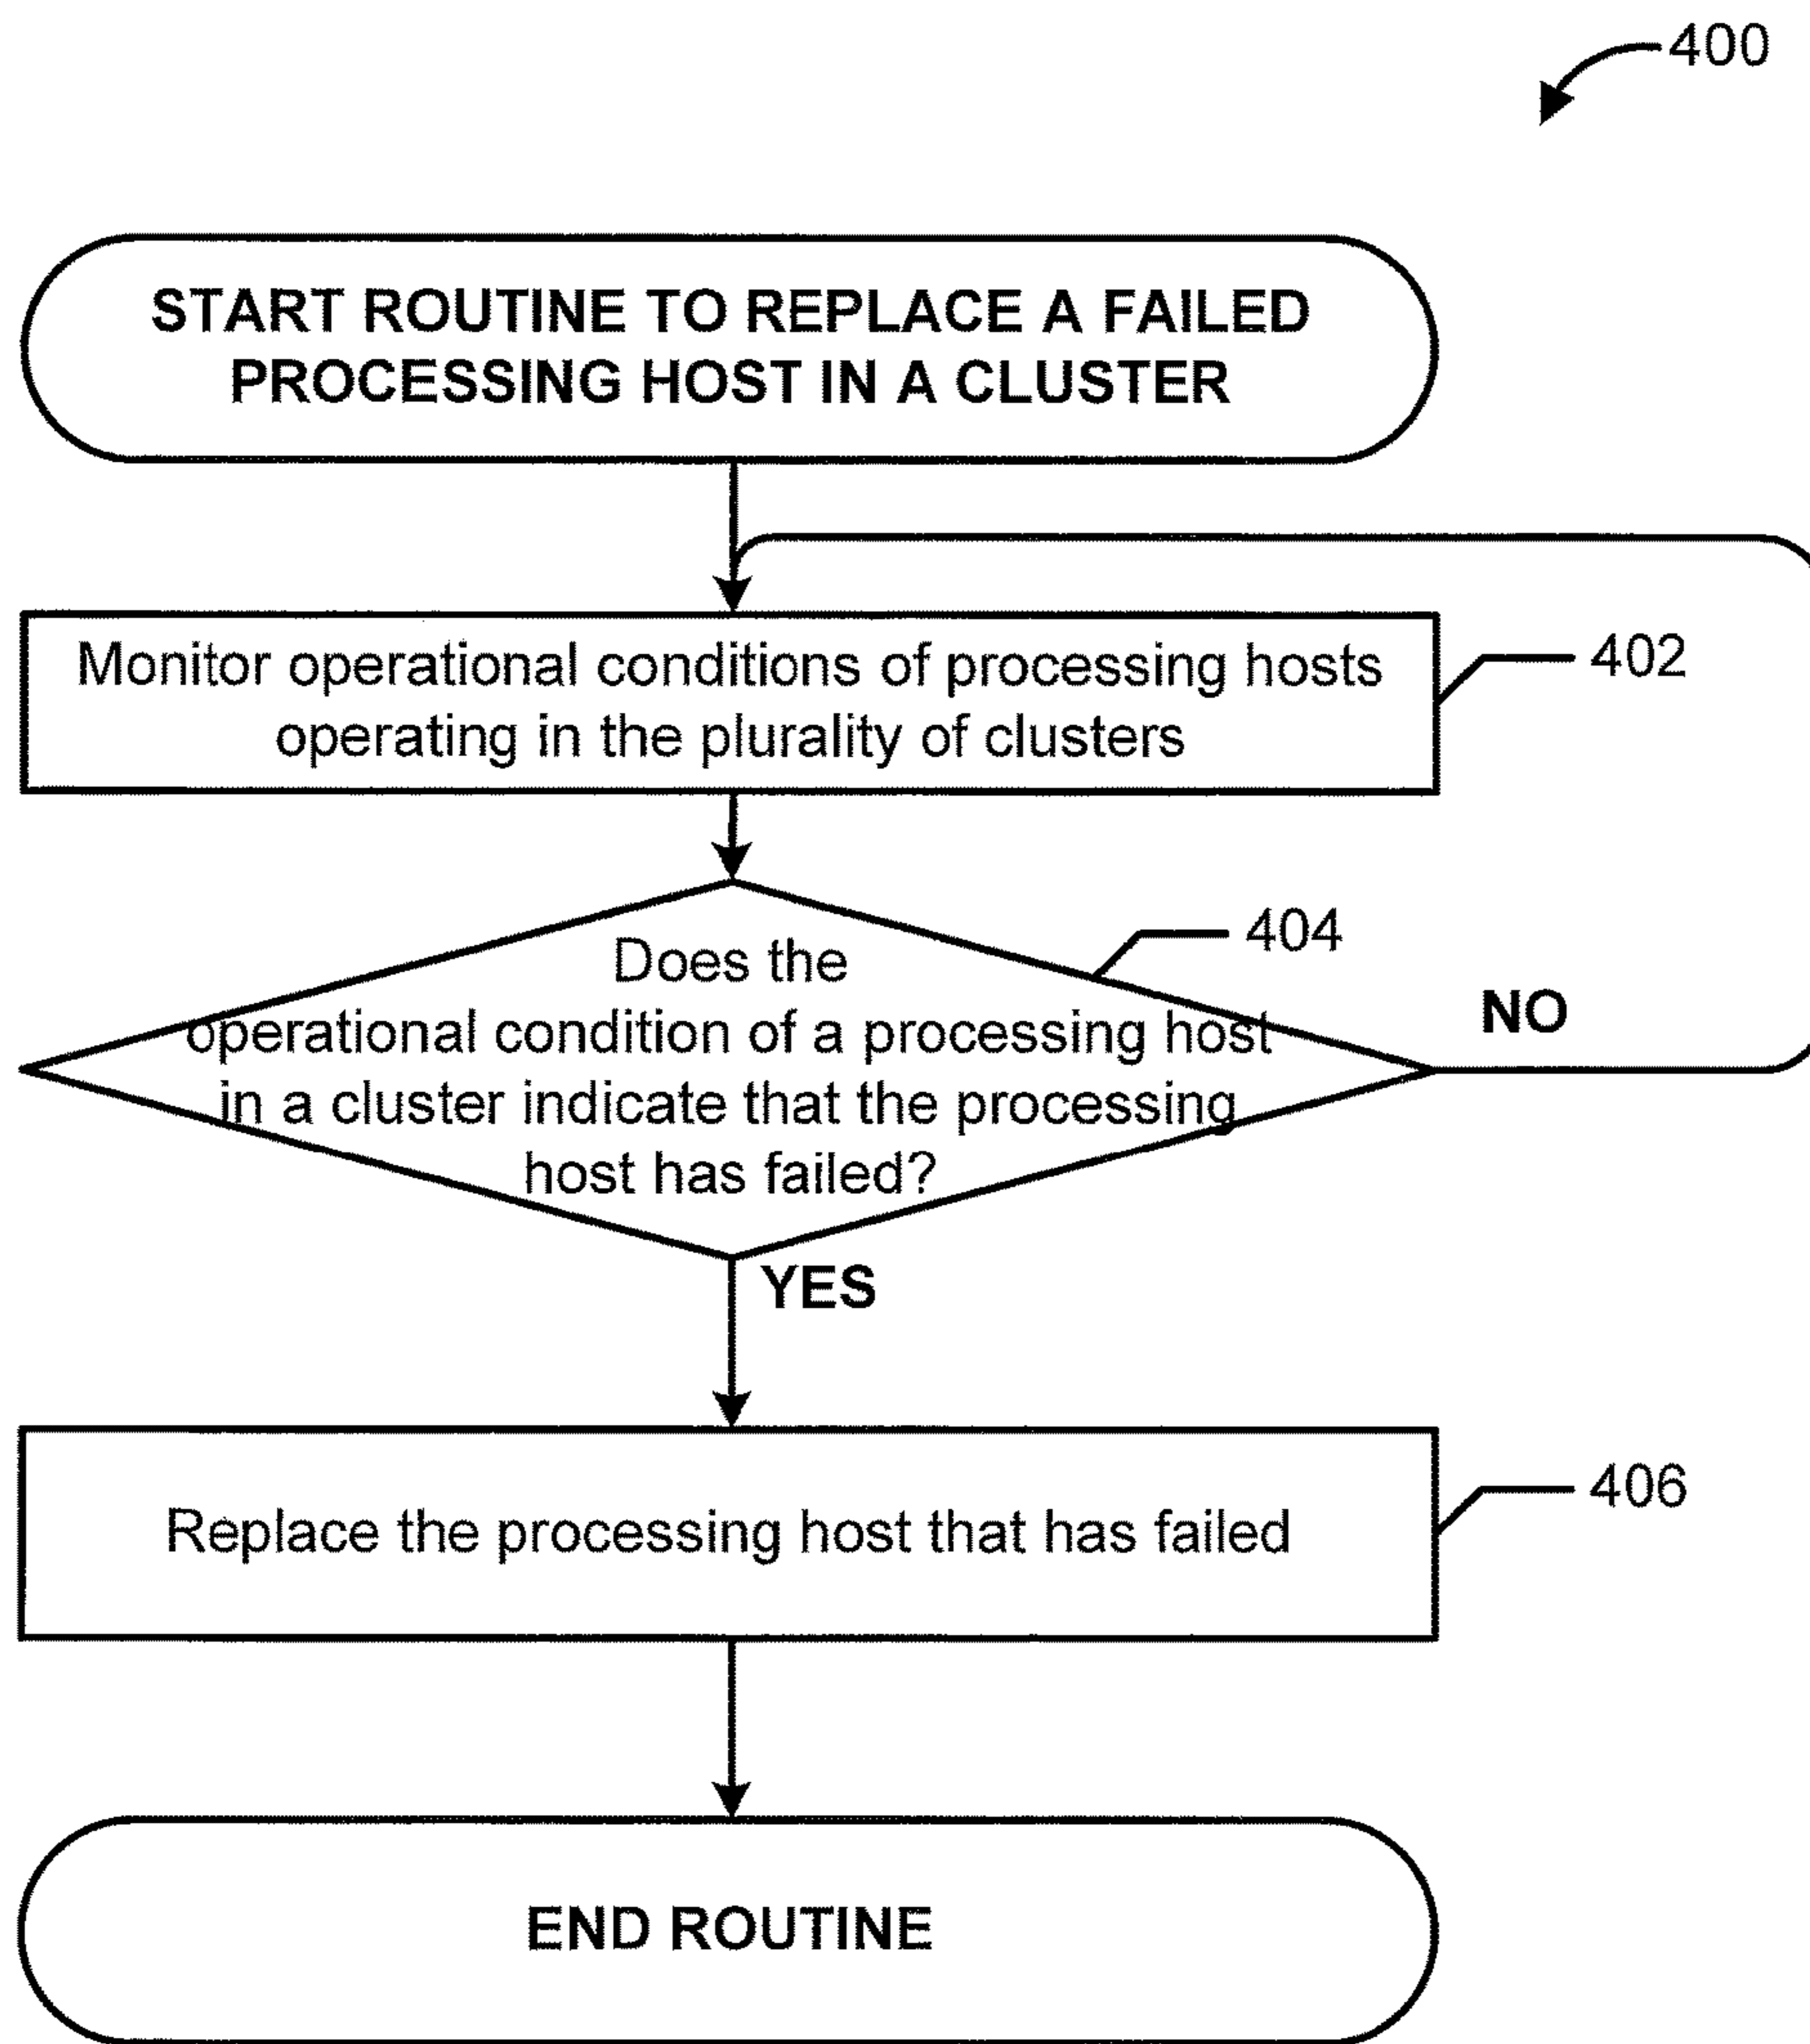 400
START ROUTINE TO REPLACE A FAILED
PROCESSING HOST IN A CLUSTER
Monitor operational conditions of processing hosts
operating in the plurality of clusters
402
404
Does the
operational condition of a processing host
in a cluster indicate that the processing
host has failed?
NO
YES
Replace the processing host that has failed
406
END ROUTINE